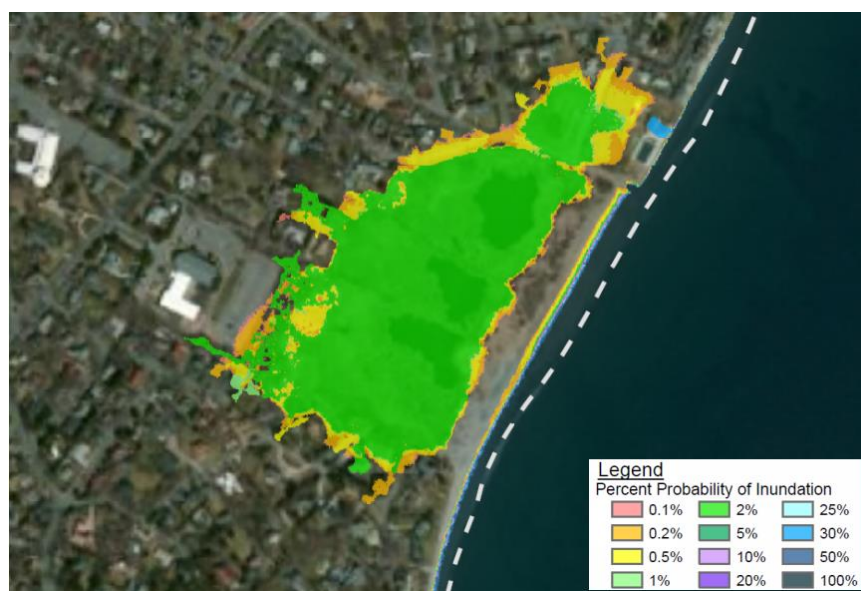 Legend
Percent Probability of Inundation
0.1% 2% 25%
0.2% 5% 30%
0.5% 10% 50%
1% 20% 100%